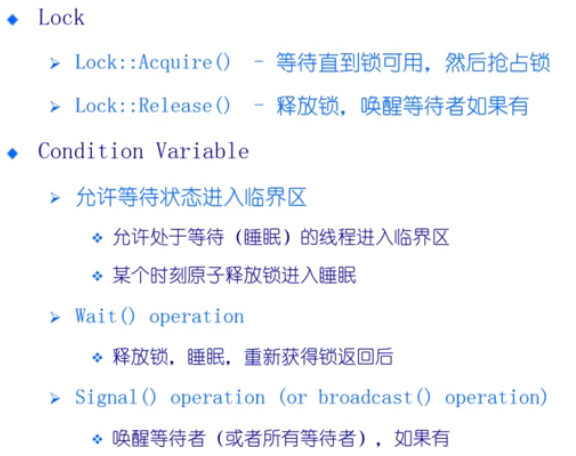 Lock
Lock::Acquire() - 等待直到锁可用，然后抢占锁
Lock::Release() - 释放锁，唤醒等待者如果有
Condition Variable
允许等待状态进入临界区
允许处于等待（睡眠）的线程进入临界区
某个时刻原子释放锁进入睡眠
Wait() operation
释放锁，睡眠，重新获得锁返回后
Signal() operation (or broadcast() operation)
唤醒等待者（或者所有等待者），如果有